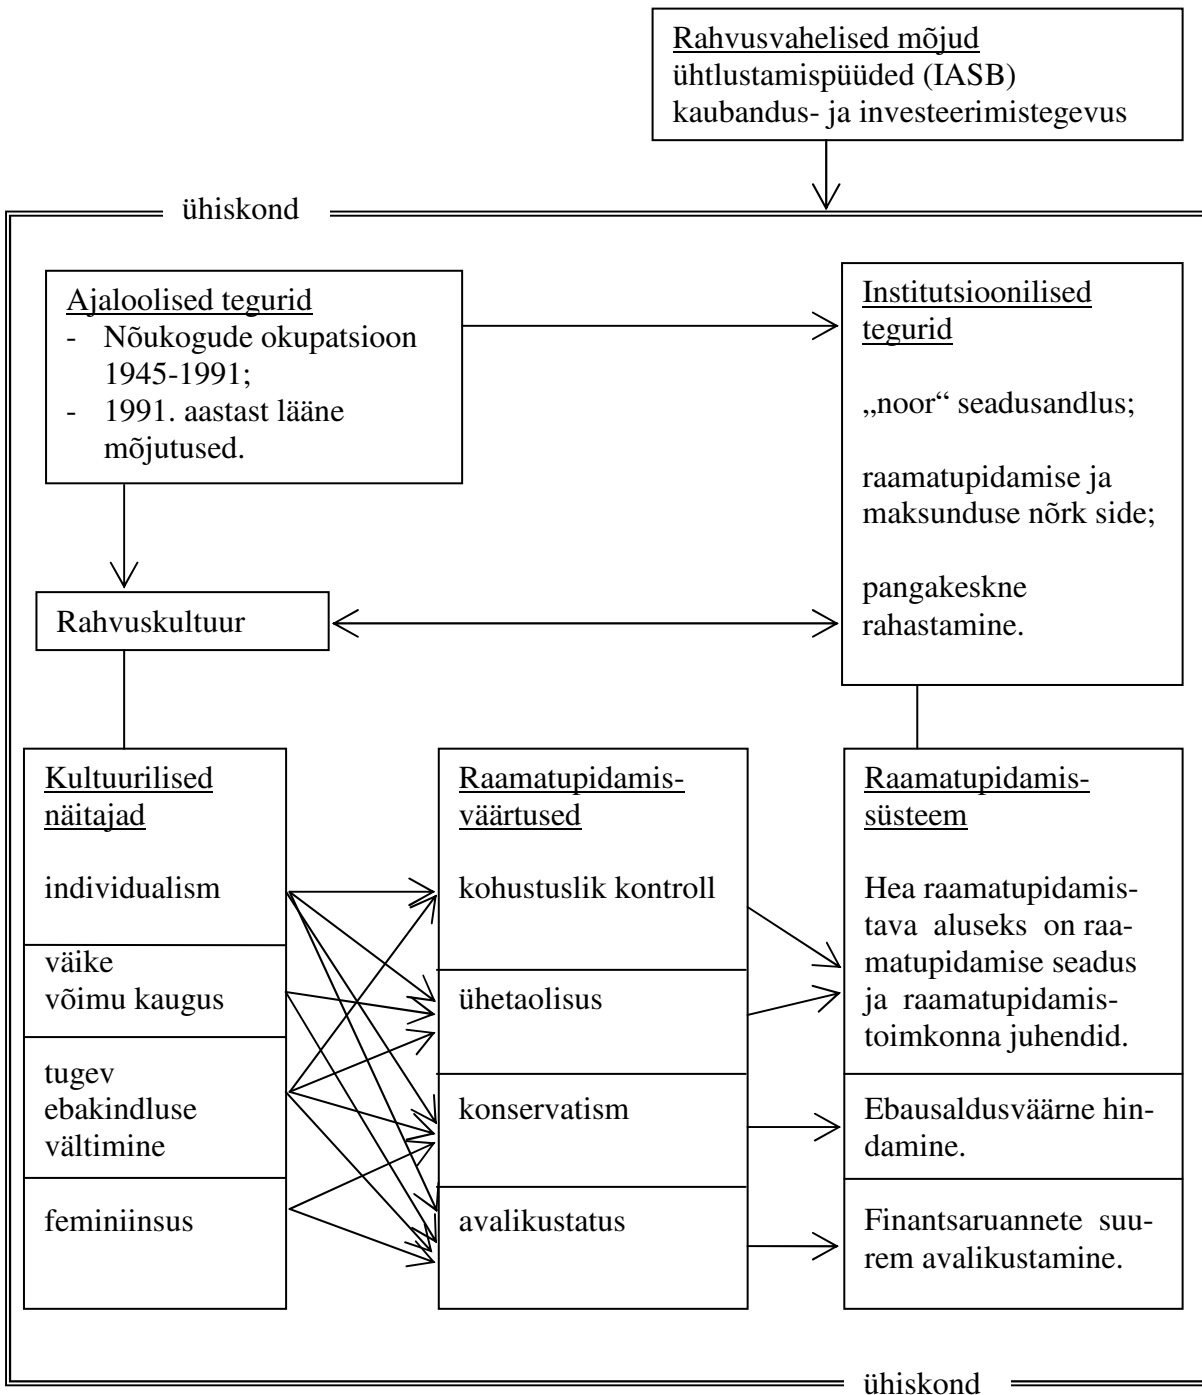 Rahvusvahelised mõjud
ühtlustamispüüded (IASB)
kaubandus- ja investeerimistegevus
ühiskond
Ajaloolised tegurid
- Nõukogude okupatsioon
1945-1991;
- 1991. aastast lääne
mõjutused.
Institutsioonilised
tegurid
„noor“ seadusandlus;
raamatupidamise ja
maksunduse nõrk side;
pangakeskne
rahastamine.
Rahvuskultuur
Kultuurilised
näitajad
individualism
väike
võimu kaugus
tugev
ebakindluse
vältimine
feminiinsus
Raamatupidamis-
väärtused
kohustuslik kontroll
ühetaolisus
konservatism
avalikustatus
Raamatupidamis-
süsteem
Hea raamatupidamis-
tava aluseks on raa-
matupidamise seadus
ja raamatupidamis-
toimkonna juhendid.
Ebausaldusväärne hin-
damine.
Finantsaruannete suu-
rem avalikustamine.
ühiskond